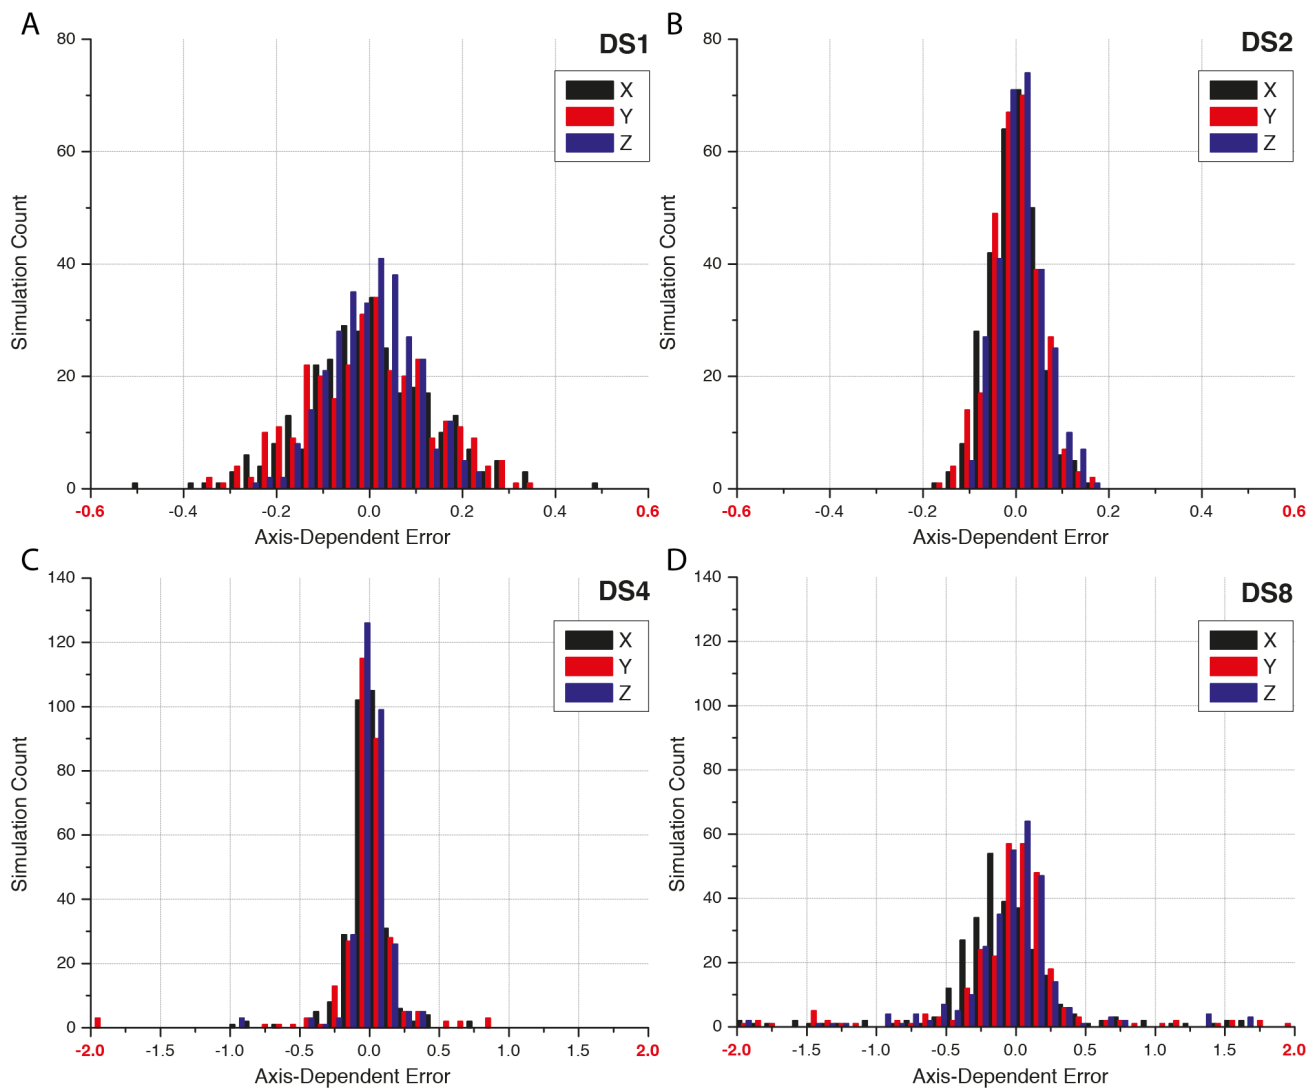 A
DS1
80
60
40
20
0
Simulation Count
X
Y
Z
-0.6
-0.4
-0.2
0.0
0.2
0.4
0.6
Axis-Dependent Error
B
DS2
80
60
40
20
0
Simulation Count
X
Y
Z
-0.6
-0.4
-0.2
0.0
0.2
0.4
0.6
Axis-Dependent Error
C
DS4
140
120
100
80
60
40
20
0
Simulation Count
X
Y
Z
-2.0
-1.5
-1.0
-0.5
0.0
0.5
1.0
1.5
2.0
Axis-Dependent Error
D
DS8
140
120
100
80
60
40
20
0
Simulation Count
X
Y
Z
-2.0
-1.5
-1.0
-0.5
0.0
0.5
1.0
1.5
2.0
Axis-Dependent Error